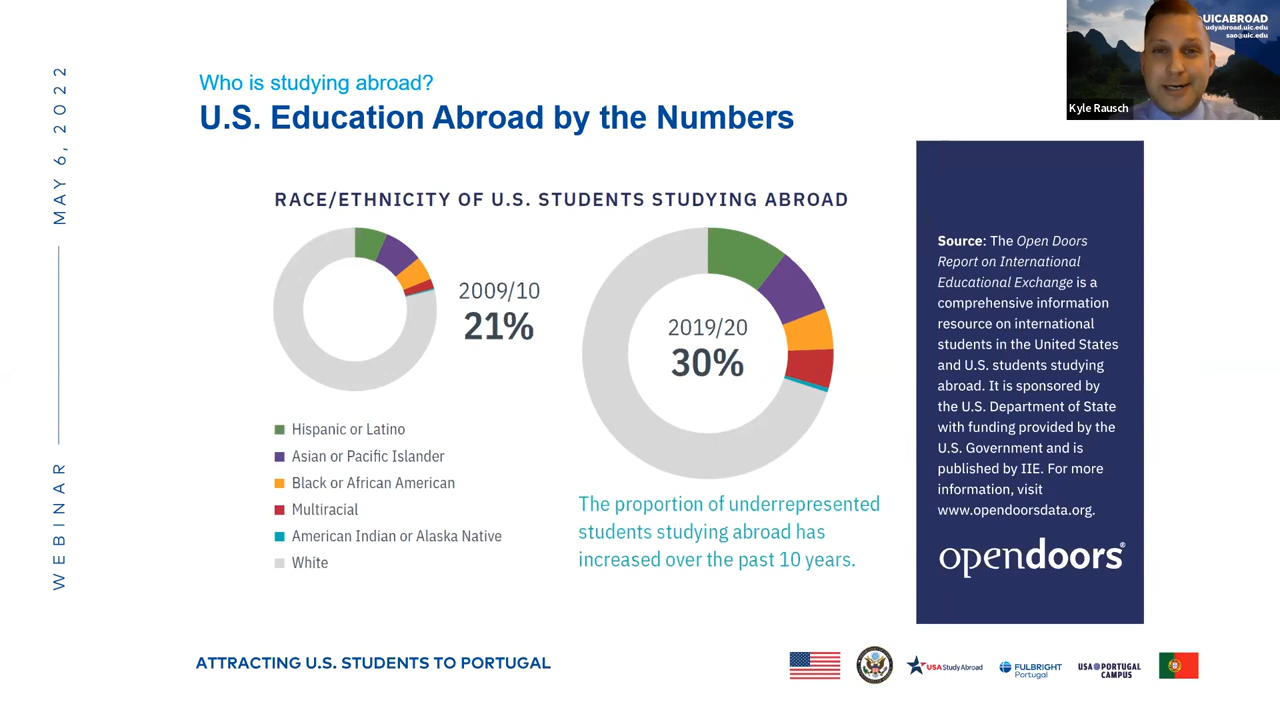 UICABROAD
sao@uic.edu
Kyle Rausch
MAY 6, 2022
WEBINAR
Who is studying abroad?
U.S. Education Abroad by the Numbers
RACE/ETHNICITY OF U.S. STUDENTS STUDYING ABROAD
2009/10
21%
2019/20
30%
Hispanic or Latino
Asian or Pacific Islander
Black or African American
Multiracial
American Indian or Alaska Native
White
The proportion of underrepresented
students studying abroad has
increased over the past 10 years.
Source: The Open Doors
Report on International
Educational Exchange is a
comprehensive information
resource on international
students in the United States
and U.S. students studying
abroad. It is sponsored by
the U.S. Department of State
with funding provided by the
U.S. Government and is
published by IIE. For more
information, visit
www.opendoorsdata.org.
opendoors®
ATTRACTING U.S. STUDENTS TO PORTUGAL
USA StudyAbroad
FULBRIGHT
Portugal
USA@PORTUGAL
CAMPUS